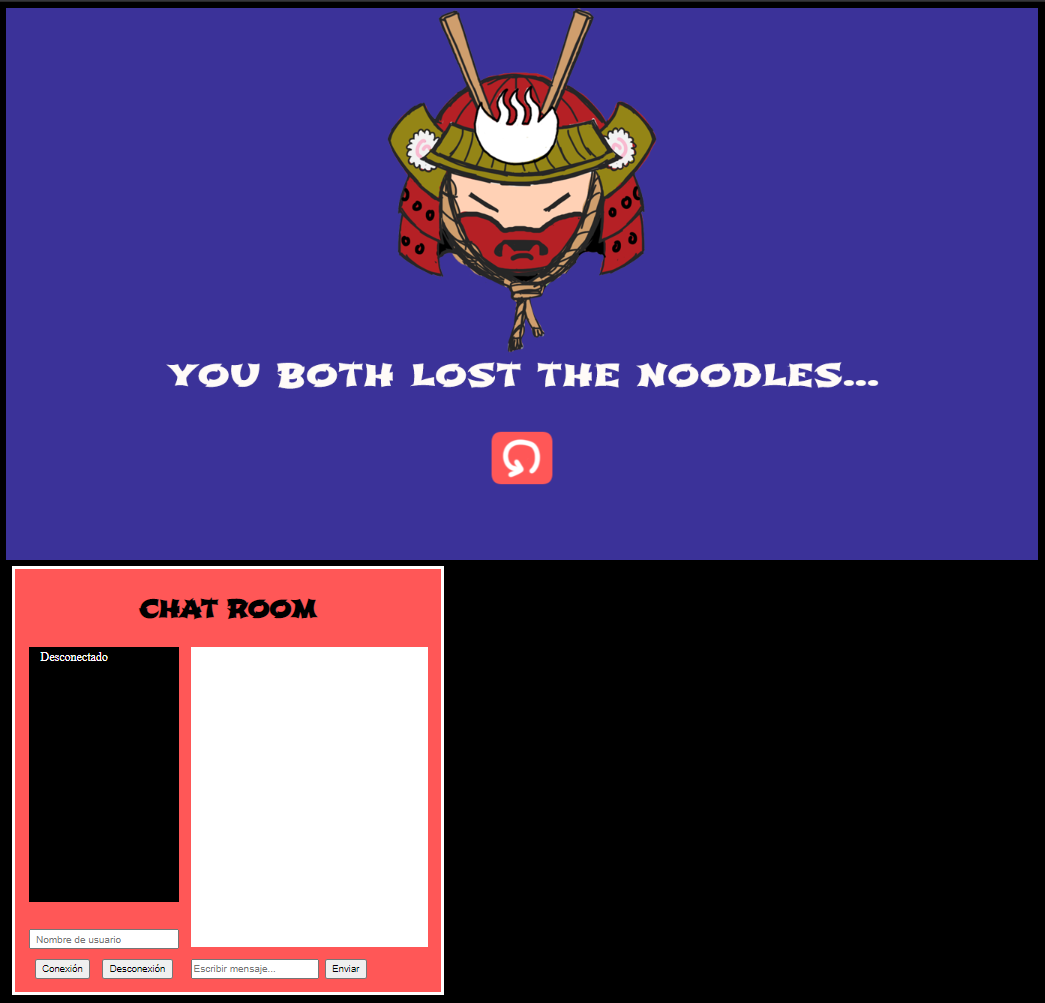 YOU BOTH LOST THE NOODLES...
CHAT ROOM
Desconectado
Nombre de usuario
Conexión Desconexión Escribir mensaje... Enviar